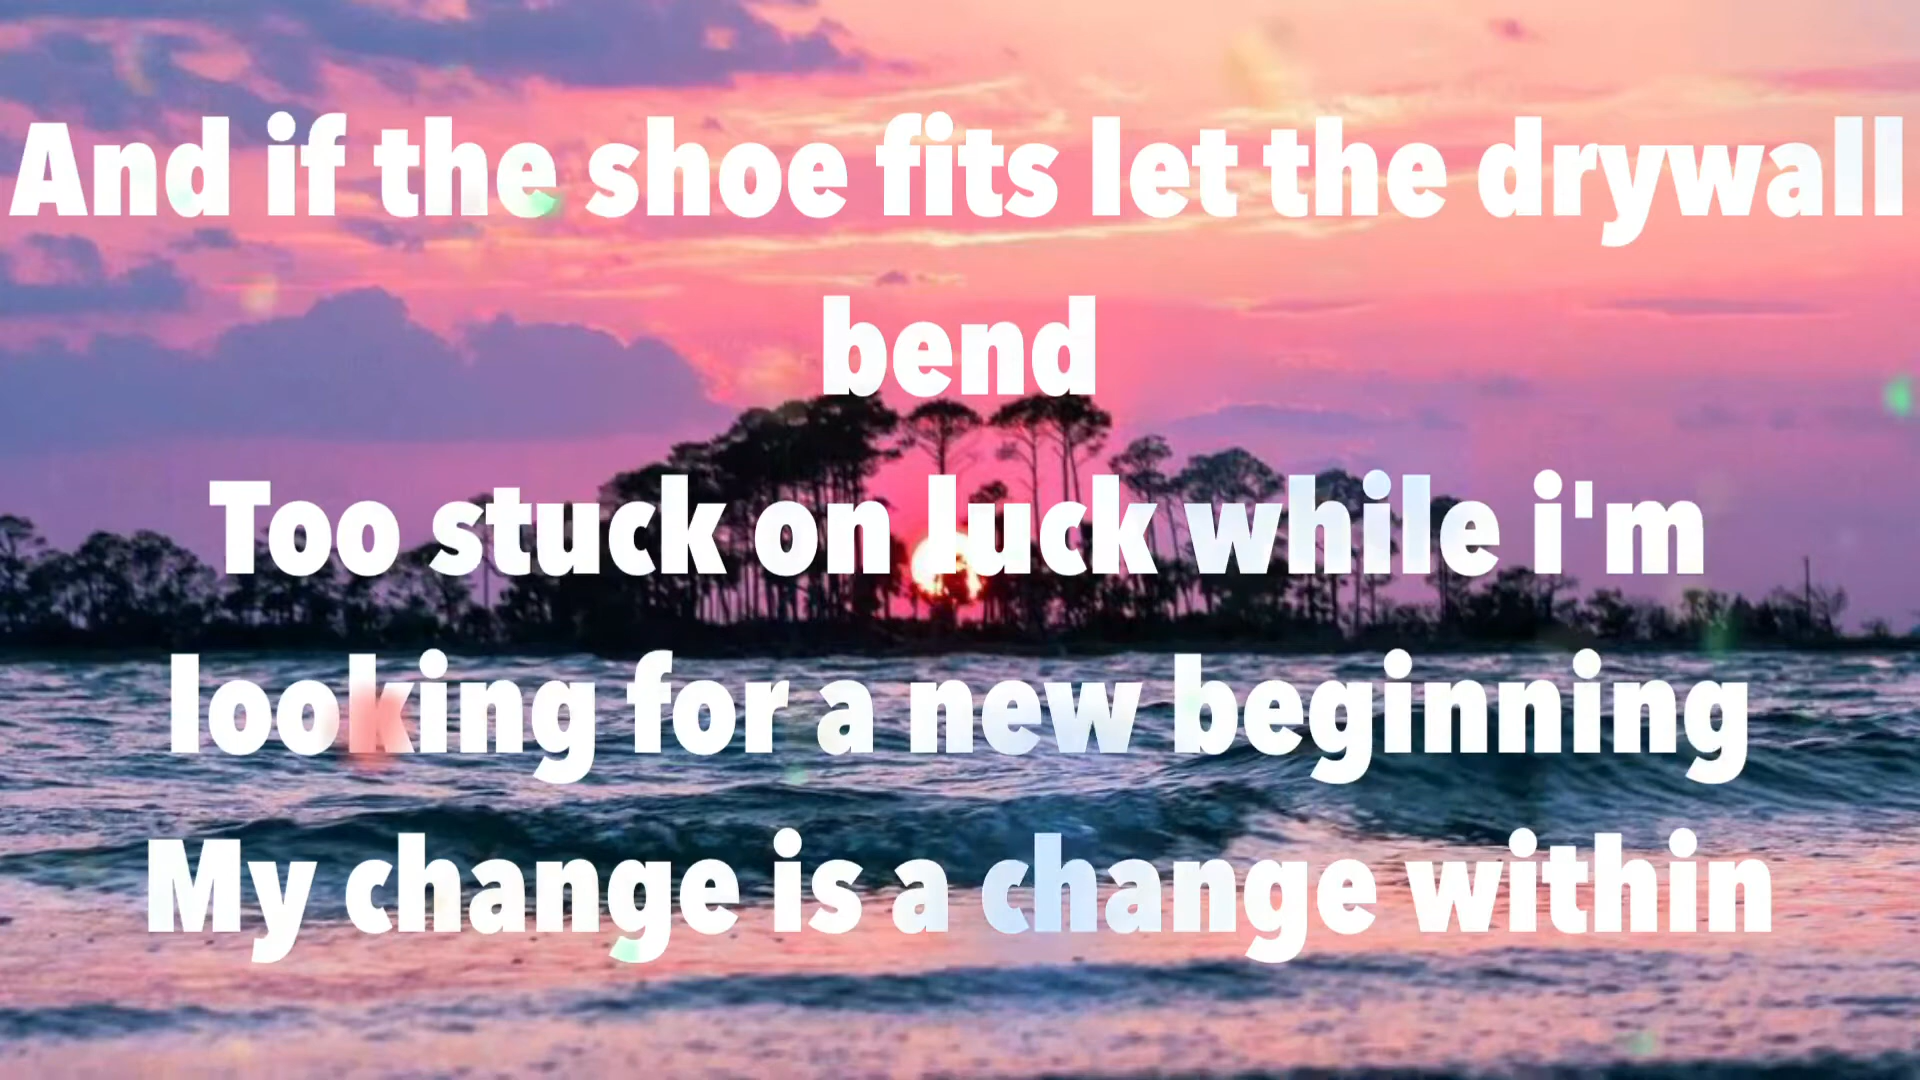 And if the shoe fits let the drywall
bend
Too stuck on luck while i'm
looking for a new beginning
My change is a change within